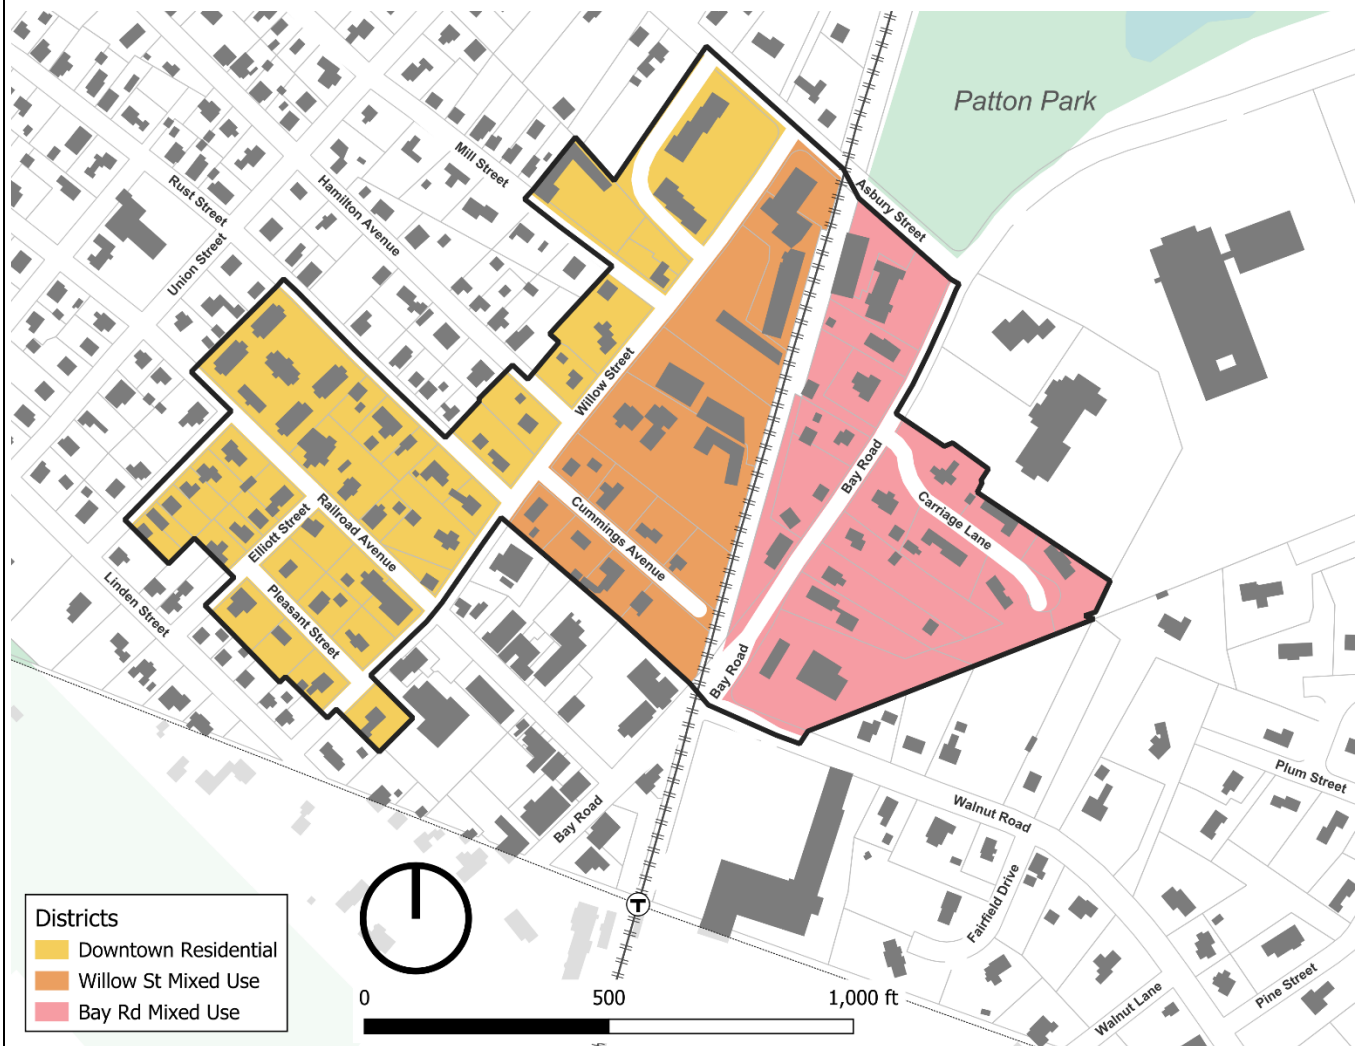 Patton Park
Mill Street
Rust Street
Hamilton Avenue
Asbury Street
Union Street
Willow Street
Bay Road
Carriage Lane
Railroad Avenue
Cummings Avenue
Elliott Street
Linden Street
Pleasant Street
Bay Road
Plum Street
Bay Road
Walnut Road
Fairfield Drive
T
Pine Street
Walnut Lane
Districts
Downtown Residential
Willow St Mixed Use
Bay Rd Mixed Use
0 500 1,000 ft